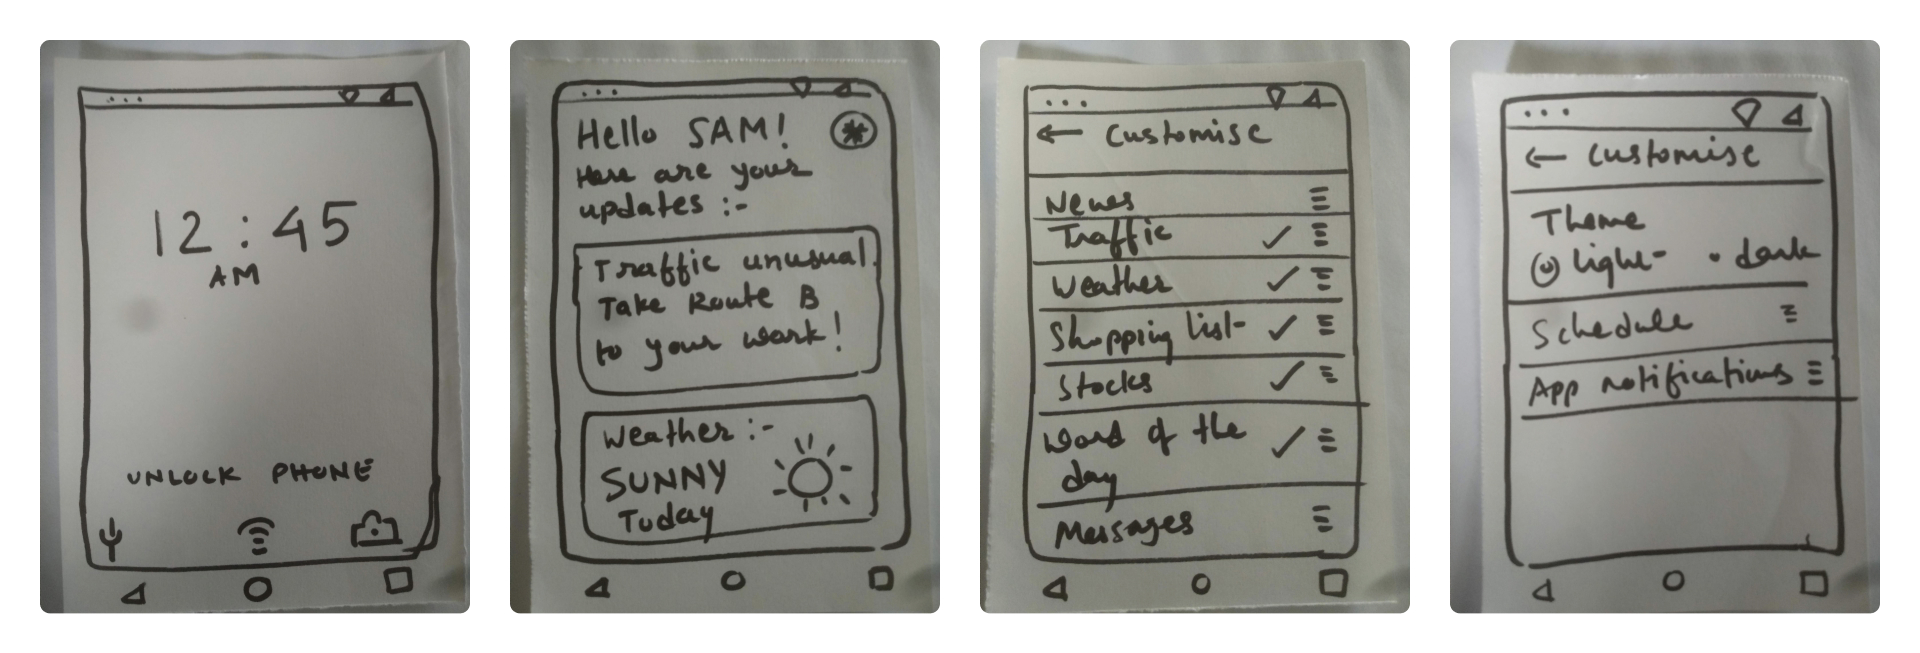 12:45
AM
UNLOCK PHONE
Hello SAM!
Here are your
updates :-
Traffic unusual.
Take Route B
to your work!
Weather :-
SUNNY
Today
← Customise
News
Traffic ✓
Weather ✓
Shopping list ✓
Stocks ✓
Word of the
day ✓
Messages
← Customise
Theme
light • dark
Schedule
App notifications